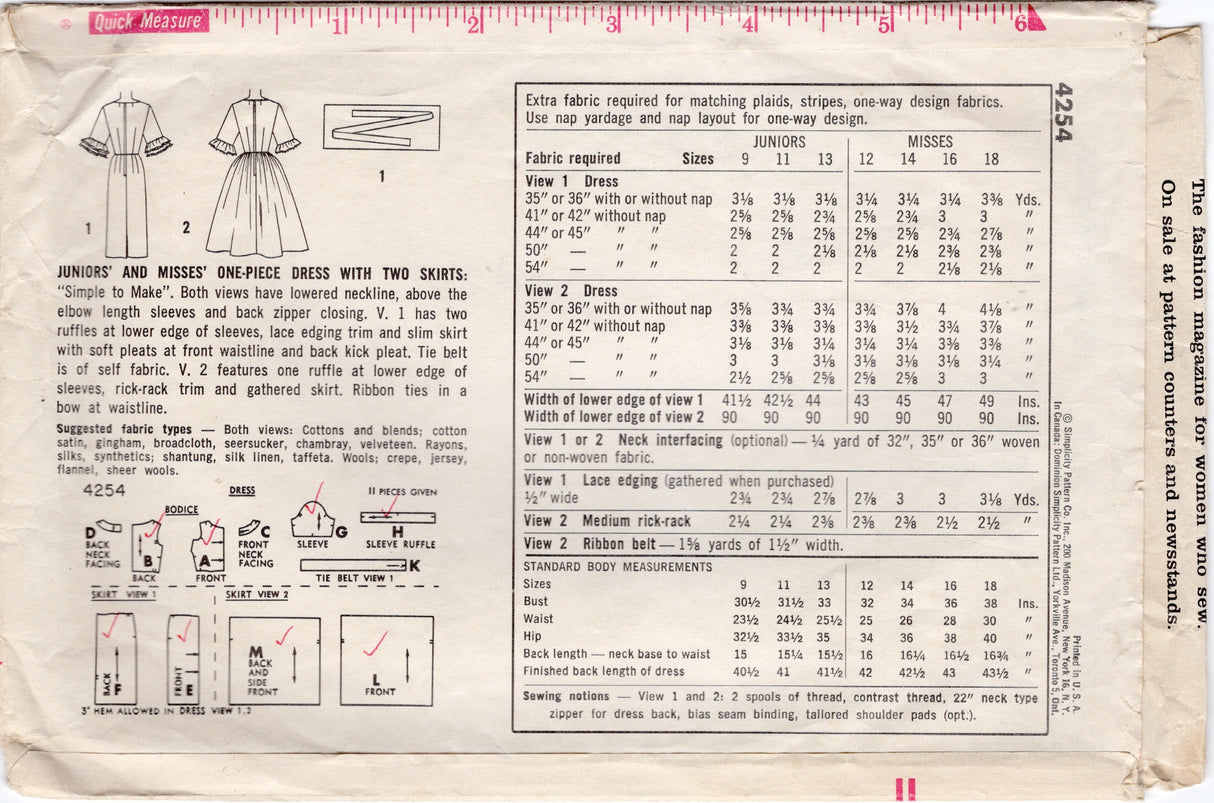 Quick Measure 1 2 3 4 5 6
1
2
1
JUNIORS' AND MISSES' ONE-PIECE DRESS WITH TWO SKIRTS:
"Simple to Make". Both views have lowered neckline, above the
elbow length sleeves and back zipper closing. V. 1 has two
ruffles at lower edge of sleeves, lace edging trim and slim skirt
with soft pleats at front waistline and back kick pleat. Tie belt
is of self fabric. V. 2 features one ruffle at lower edge of
sleeves, rick-rack trim and gathered skirt. Ribbon ties in a
bow at waistline.
Suggested fabric types — Both views: Cottons and blends; cotton
satin, gingham, broadcloth, seersucker, chambray, velveteen. Rayons,
silks, synthetics; shantung, silk linen, taffeta. Wools; crepe, jersey,
flannel, sheer wools.
4254 DRESS 11 PIECES GIVEN
BODICE
D
BACK
NECK
FACING
B
BACK
A
FRONT
C
FRONT
NECK
FACING
G
SLEEVE
H
SLEEVE RUFFLE
K
TIE BELT VIEW 1
SKIRT VIEW 1
SKIRT VIEW 2
BACK
F
FRONT
E
M
BACK
AND
SIDE
FRONT
L
FRONT
3" HEM ALLOWED IN DRESS VIEW 1,2
Extra fabric required for matching plaids, stripes, one-way design fabrics.
Use nap yardage and nap layout for one-way design.
JUNIORS MISSES
Fabric required Sizes 9 11 13 12 14 16 18
View 1 Dress
35" or 36" with or without nap 3⅛ 3⅛ 3⅛ 3¼ 3¼ 3¼ 3⅜ Yds.
41" or 42" without nap 2⅝ 2⅝ 2¾ 2⅝ 2¾ 3 3 "
44" or 45" " " 2⅝ 2⅝ 2⅝ 2⅝ 2⅝ 2¾ 2⅞ "
50" — " " 2 2 2⅛ 2⅛ 2⅛ 2⅜ 2⅜ "
54" — " " 2 2 2 2 2 2⅛ 2⅛ "
View 2 Dress
35" or 36" with or without nap 3⅝ 3¾ 3¾ 3¾ 3⅞ 4 4⅛ "
41" or 42" without nap 3⅜ 3⅜ 3⅜ 3⅜ 3½ 3¾ 3⅞ "
44" or 45" " " 3⅛ 3⅛ 3¼ 3¼ 3¼ 3⅜ 3⅜ "
50" — " " 3 3 3⅛ 3⅛ 3⅛ 3⅛ 3¼ "
54" — " " 2½ 2⅝ 2⅝ 2⅝ 2⅝ 3 3 "
Width of lower edge of view 1 41½ 42½ 44 43 45 47 49 Ins.
Width of lower edge of view 2 90 90 90 90 90 90 90 Ins.
View 1 or 2 Neck interfacing (optional) — ¼ yard of 32", 35" or 36" woven
or non-woven fabric.
View 1 Lace edging (gathered when purchased)
½" wide 2¾ 2¾ 2⅞ 2⅞ 3 3 3⅛ Yds.
View 2 Medium rick-rack 2¼ 2¼ 2⅜ 2⅜ 2⅜ 2½ 2½ "
View 2 Ribbon belt — 1⅝ yards of 1½" width.
STANDARD BODY MEASUREMENTS
Sizes 9 11 13 12 14 16 18
Bust 30½ 31½ 33 32 34 36 38 Ins.
Waist 23½ 24½ 25½ 25 26 28 30 "
Hip 32½ 33½ 35 34 36 38 40 "
Back length — neck base to waist 15 15¼ 15½ 16 16¼ 16½ 16¾ "
Finished back length of dress 40½ 41 41½ 42 42½ 43 43½ "
Sewing notions — View 1 and 2: 2 spools of thread, contrast thread, 22" neck type
zipper for dress back, bias seam binding, tailored shoulder pads (opt.).
4254
© Simplicity Pattern Co. Inc., 200 Madison Avenue, New York 16, N. Y.
In Canada: Dominion Simplicity Pattern Ltd., Yorkville Ave., Toronto 5, Ont.
Printed in U. S. A.
The fashion magazine for women who sew.
On sale at pattern counters and newsstands.